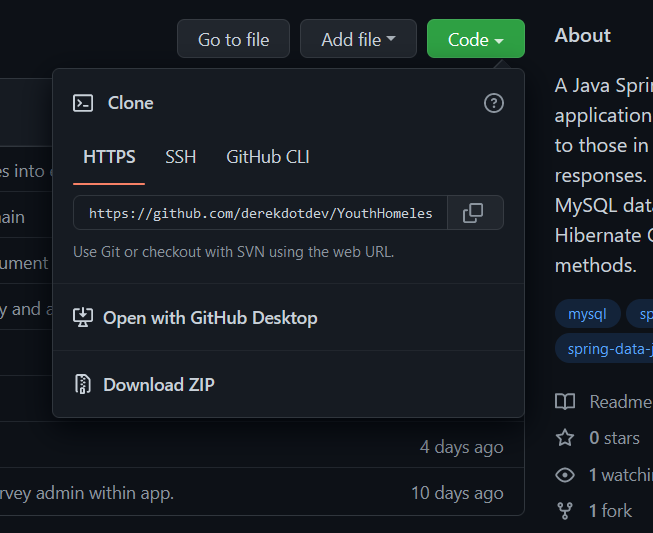 Go to file
Add file
Code
About
Clone
HTTPS
SSH
GitHub CLI
https://github.com/derekdotdev/YouthHomeles
Use Git or checkout with SVN using the web URL.
Open with GitHub Desktop
Download ZIP
A Java Spri
application
to those in
responses.
MySQL dat
Hibernate
methods.
mysql
sp
spring-data-j
Readme
0 stars
1 watchi
1 fork
es into
ain
ument
y and a
4 days ago
rvey admin within app.
10 days ago